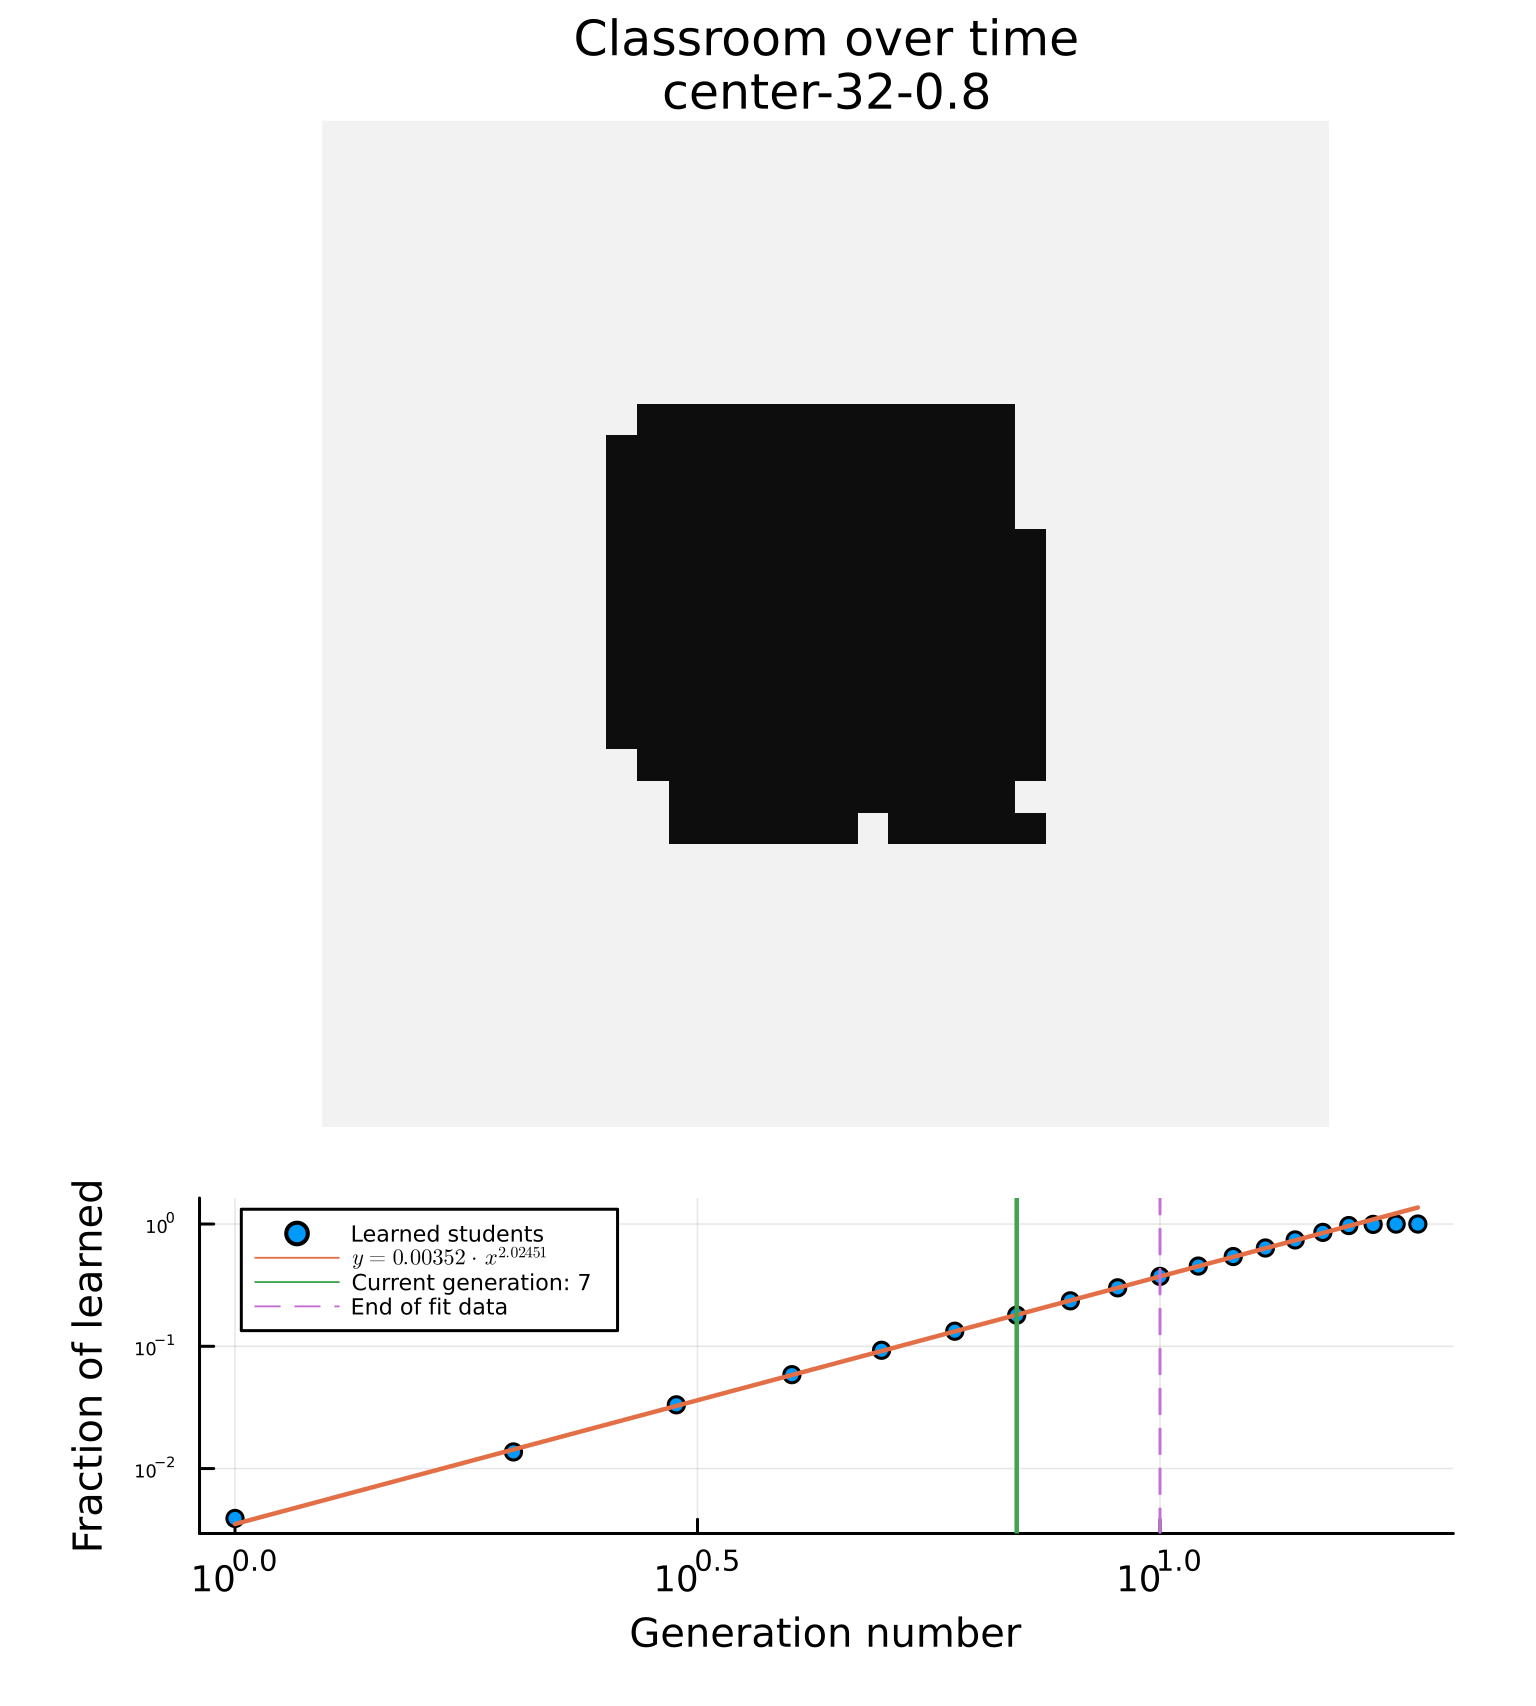 Classroom over time
center-32-0.8
Fraction of learned
10^0
10^-1
10^-2
Learned students
y = 0.00352 · x^2.02451
Current generation: 7
End of fit data
10^0.0 10^0.5 10^1.0
Generation number